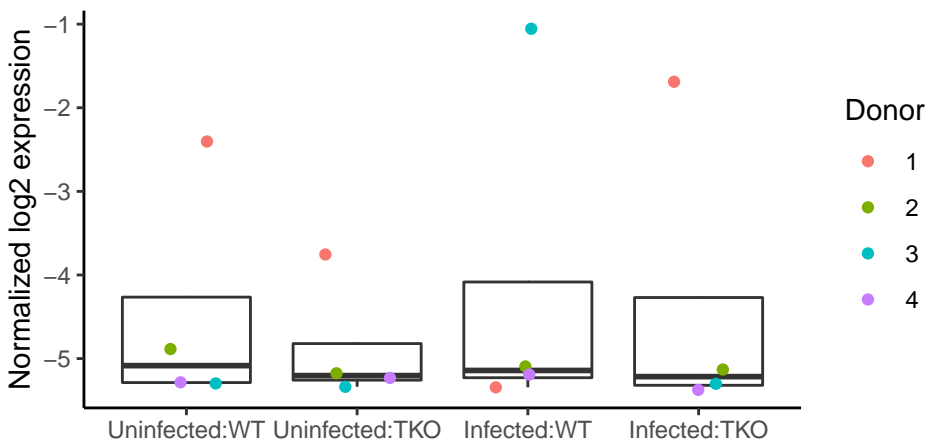 Normalized log2 expression
−1
−2
−3
−4
−5
Uninfected:WT
Uninfected:TKO
Infected:WT
Infected:TKO
Donor
1
2
3
4